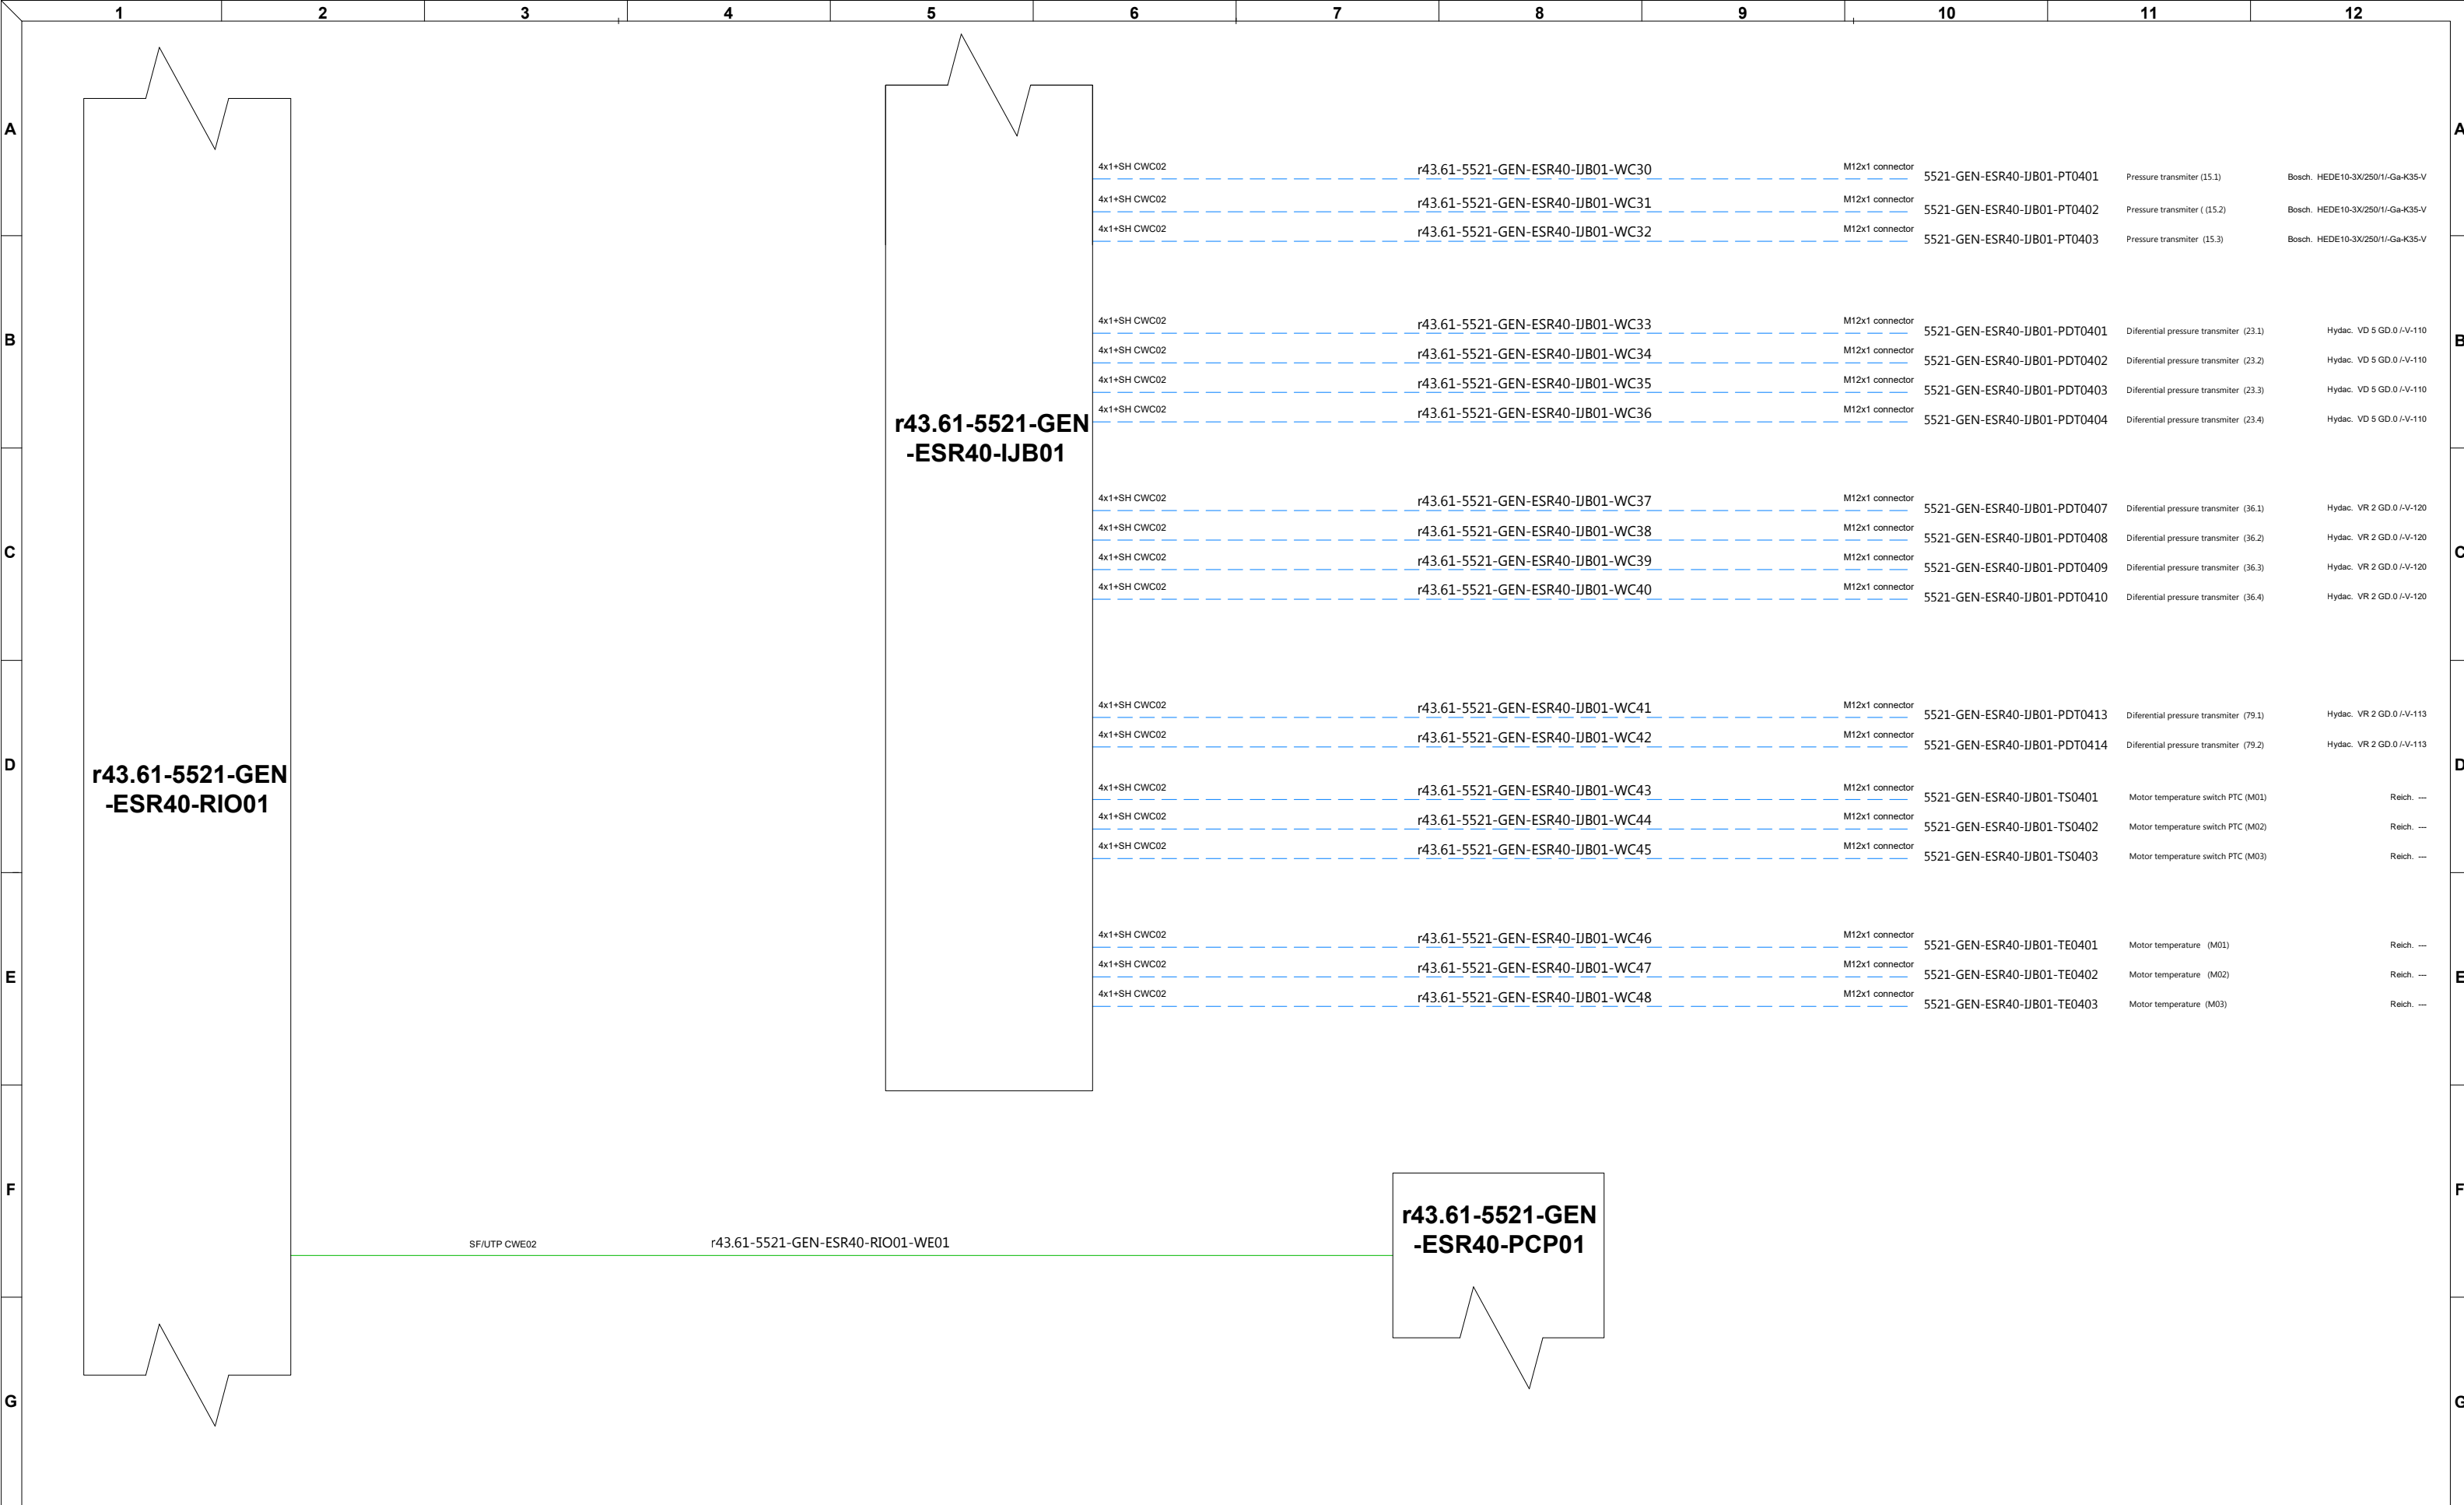 1 2 3 4 5 6 7 8 9 10 11 12
A A
4x1+SH CWC02 r43.61-5521-GEN-ESR40-IJB01-WC30 M12x1 connector 5521-GEN-ESR40-IJB01-PT0401 Pressure transmiter (15.1) Bosch. HEDE10-3X/250/1/-Ga-K35-V
4x1+SH CWC02 r43.61-5521-GEN-ESR40-IJB01-WC31 M12x1 connector 5521-GEN-ESR40-IJB01-PT0402 Pressure transmiter ( (15.2) Bosch. HEDE10-3X/250/1/-Ga-K35-V
4x1+SH CWC02 r43.61-5521-GEN-ESR40-IJB01-WC32 M12x1 connector 5521-GEN-ESR40-IJB01-PT0403 Pressure transmiter (15.3) Bosch. HEDE10-3X/250/1/-Ga-K35-V
4x1+SH CWC02 r43.61-5521-GEN-ESR40-IJB01-WC33 M12x1 connector 5521-GEN-ESR40-IJB01-PDT0401 Diferential pressure transmiter (23.1) Hydac. VD 5 GD.0 /-V-110
B B
4x1+SH CWC02 r43.61-5521-GEN-ESR40-IJB01-WC34 M12x1 connector 5521-GEN-ESR40-IJB01-PDT0402 Diferential pressure transmiter (23.2) Hydac. VD 5 GD.0 /-V-110
4x1+SH CWC02 r43.61-5521-GEN-ESR40-IJB01-WC35 M12x1 connector 5521-GEN-ESR40-IJB01-PDT0403 Diferential pressure transmiter (23.3) Hydac. VD 5 GD.0 /-V-110
4x1+SH CWC02 r43.61-5521-GEN-ESR40-IJB01-WC36 M12x1 connector 5521-GEN-ESR40-IJB01-PDT0404 Diferential pressure transmiter (23.4) Hydac. VD 5 GD.0 /-V-110
r43.61-5521-GEN
-ESR40-IJB01
4x1+SH CWC02 r43.61-5521-GEN-ESR40-IJB01-WC37 M12x1 connector 5521-GEN-ESR40-IJB01-PDT0407 Diferential pressure transmiter (36.1) Hydac. VR 2 GD.0 /-V-120
4x1+SH CWC02 r43.61-5521-GEN-ESR40-IJB01-WC38 M12x1 connector 5521-GEN-ESR40-IJB01-PDT0408 Diferential pressure transmiter (36.2) Hydac. VR 2 GD.0 /-V-120
C C
4x1+SH CWC02 r43.61-5521-GEN-ESR40-IJB01-WC39 M12x1 connector 5521-GEN-ESR40-IJB01-PDT0409 Diferential pressure transmiter (36.3) Hydac. VR 2 GD.0 /-V-120
4x1+SH CWC02 r43.61-5521-GEN-ESR40-IJB01-WC40 M12x1 connector 5521-GEN-ESR40-IJB01-PDT0410 Diferential pressure transmiter (36.4) Hydac. VR 2 GD.0 /-V-120
4x1+SH CWC02 r43.61-5521-GEN-ESR40-IJB01-WC41 M12x1 connector 5521-GEN-ESR40-IJB01-PDT0413 Diferential pressure transmiter (79.1) Hydac. VR 2 GD.0 /-V-113
4x1+SH CWC02 r43.61-5521-GEN-ESR40-IJB01-WC42 M12x1 connector 5521-GEN-ESR40-IJB01-PDT0414 Diferential pressure transmiter (79.2) Hydac. VR 2 GD.0 /-V-113
D D
r43.61-5521-GEN
-ESR40-RIO01
4x1+SH CWC02 r43.61-5521-GEN-ESR40-IJB01-WC43 M12x1 connector 5521-GEN-ESR40-IJB01-TS0401 Motor temperature switch PTC (M01) Reich. ---
4x1+SH CWC02 r43.61-5521-GEN-ESR40-IJB01-WC44 M12x1 connector 5521-GEN-ESR40-IJB01-TS0402 Motor temperature switch PTC (M02) Reich. ---
4x1+SH CWC02 r43.61-5521-GEN-ESR40-IJB01-WC45 M12x1 connector 5521-GEN-ESR40-IJB01-TS0403 Motor temperature switch PTC (M03) Reich. ---
4x1+SH CWC02 r43.61-5521-GEN-ESR40-IJB01-WC46 M12x1 connector 5521-GEN-ESR40-IJB01-TE0401 Motor temperature (M01) Reich. ---
4x1+SH CWC02 r43.61-5521-GEN-ESR40-IJB01-WC47 M12x1 connector 5521-GEN-ESR40-IJB01-TE0402 Motor temperature (M02) Reich. ---
E E
4x1+SH CWC02 r43.61-5521-GEN-ESR40-IJB01-WC48 M12x1 connector 5521-GEN-ESR40-IJB01-TE0403 Motor temperature (M03) Reich. ---
F F
r43.61-5521-GEN
-ESR40-PCP01
SF/UTP CWE02 r43.61-5521-GEN-ESR40-RIO01-WE01
G G